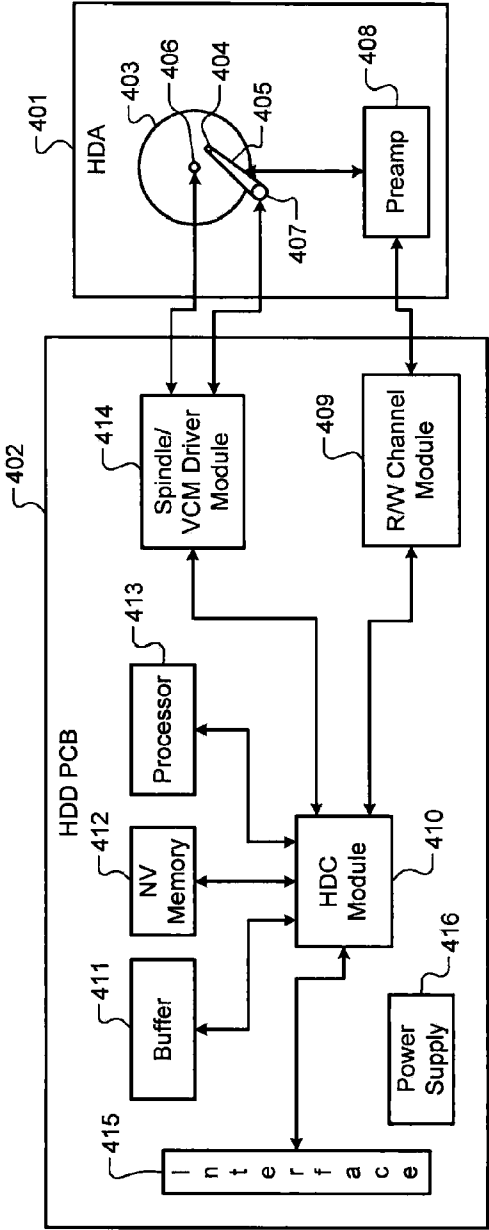 402
HDD PCB
415
Interface
411
Buffer
412
NV
Memory
413
Processor
414
Spindle/
VCM Driver
Module
HDC
Module
410
Power
Supply
416
R/W Channel
Module
409
401
HDA
403
406
404
405
407
408
Preamp